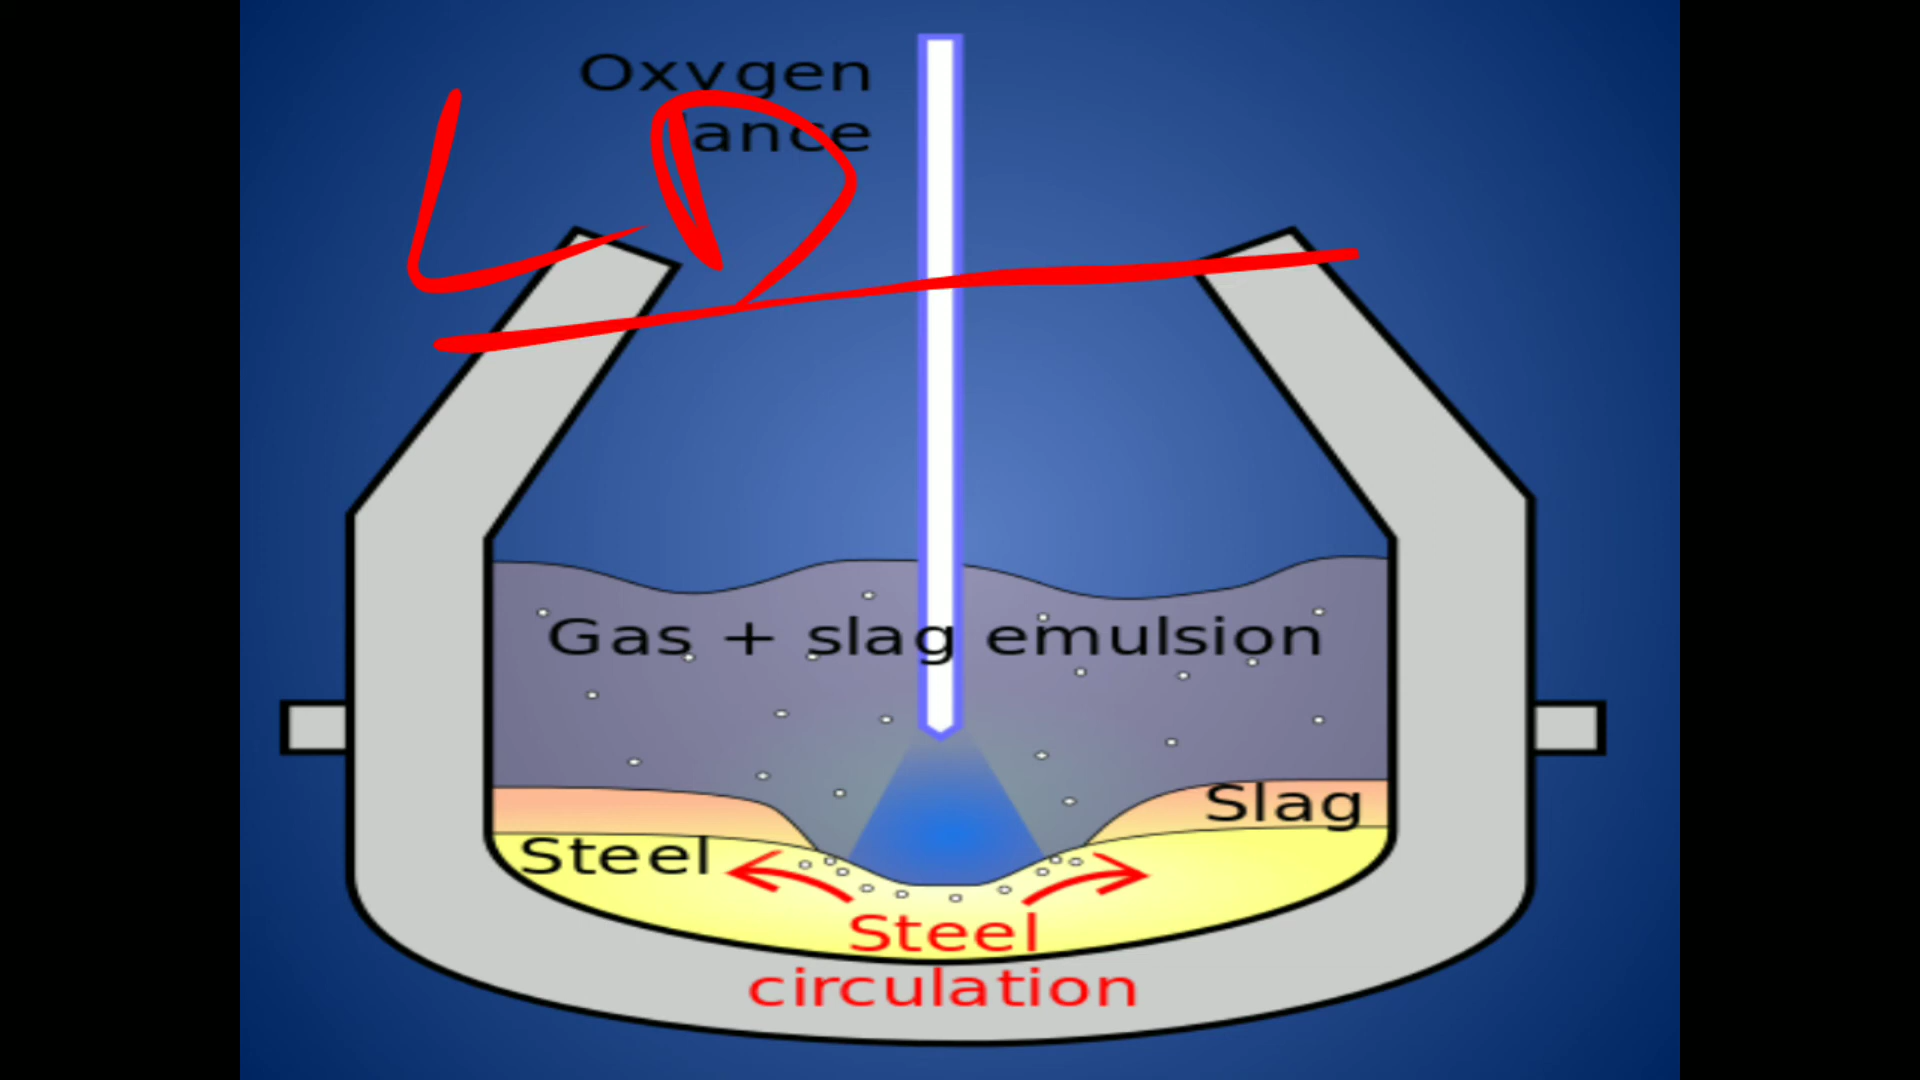 Oxygen
lance
LD
Gas + slag emulsion
Slag
Steel
Steel
circulation